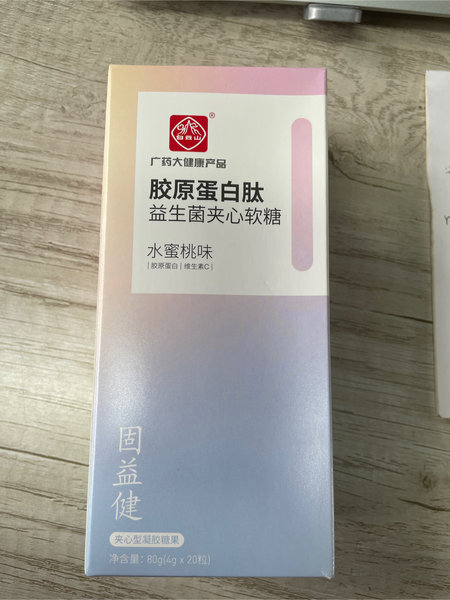 白云山
®
广药大健康产品
胶原蛋白肽
益生菌夹心软糖
水蜜桃味
|胶原蛋白|维生素C|
固益健
夹心型凝胶糖果
净含量：80g(4g x 20粒)